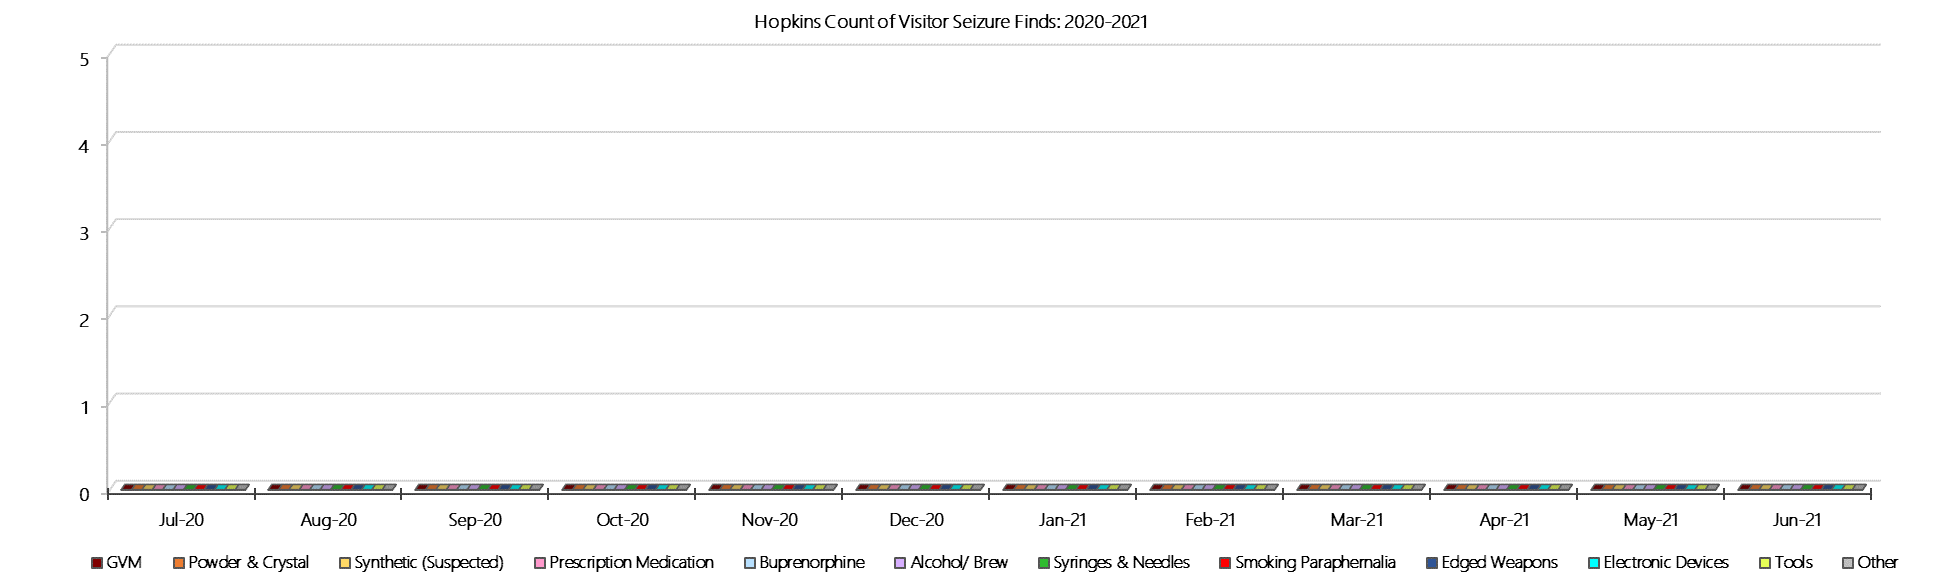 Hopkins Count of Visitor Seizure Finds: 2020-2021
5
4
3
2
1
0
Jul-20 Aug-20 Sep-20 Oct-20 Nov-20 Dec-20 Jan-21 Feb-21 Mar-21 Apr-21 May-21 Jun-21
GVM Powder & Crystal Synthetic (Suspected) Prescription Medication Buprenorphine Alcohol/ Brew Syringes & Needles Smoking Paraphernalia Edged Weapons Electronic Devices Tools Other